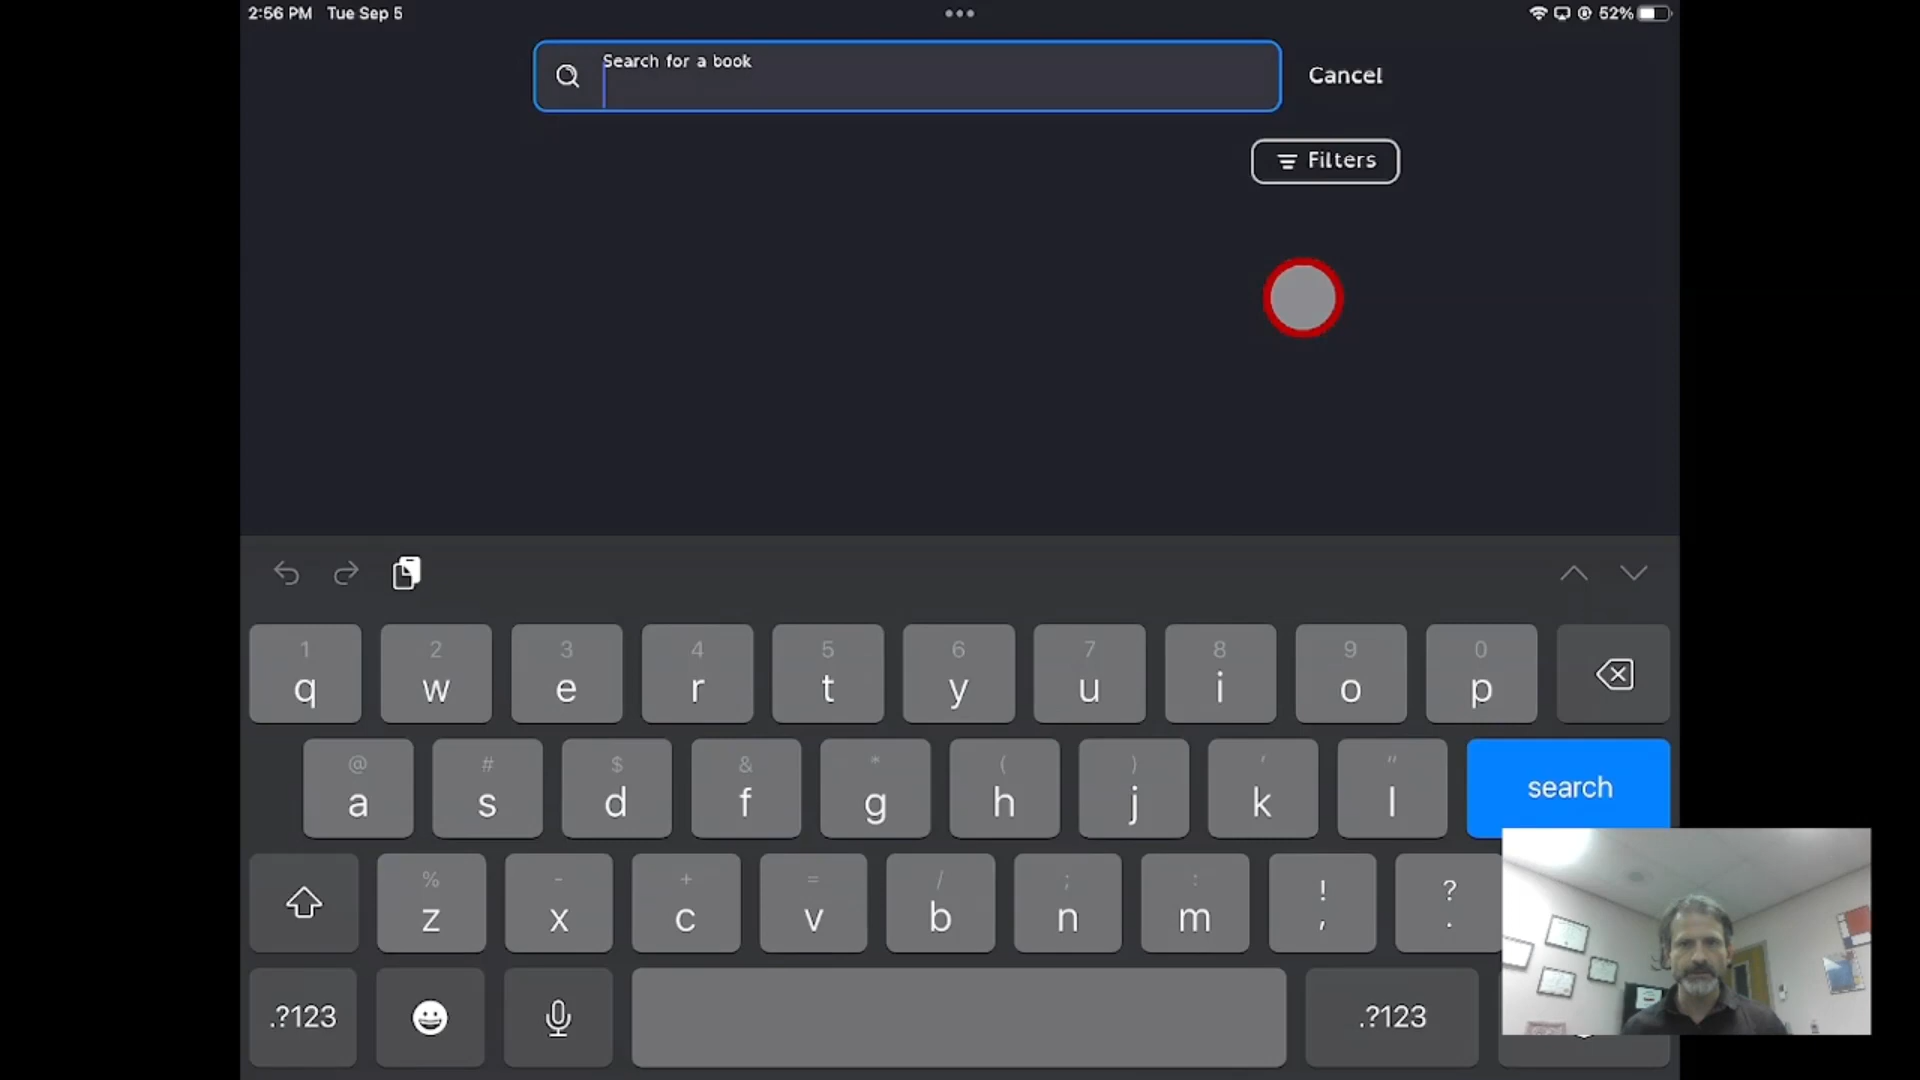 2:56 PM Tue Sep 5
52%
Search for a book
Cancel
Filters
1 2 3 4 5 6 7 8 9 0
q w e r t y u i o p
@ # $ & * ( ) ' "
a s d f g h j k l search
% - + = / ; : ! ?
z x c v b n m , .
.?123 .?123